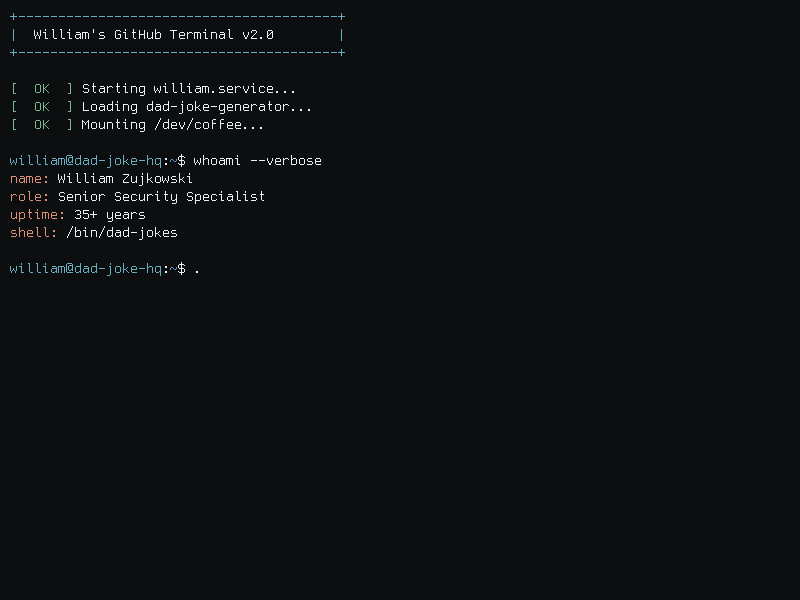 +----------------------------------------+
|  William's GitHub Terminal v2.0        |
+----------------------------------------+
[  OK  ] Starting william.service...
[  OK  ] Loading dad-joke-generator...
[  OK  ] Mounting /dev/coffee...
william@dad-joke-hq:~$ whoami --verbose
name: William Zujkowski
role: Senior Security Specialist
uptime: 35+ years
shell: /bin/dad-jokes
william@dad-joke-hq:~$ .